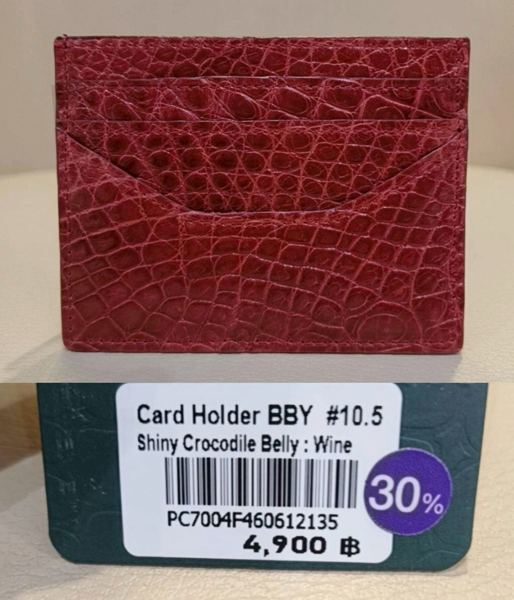 Card Holder BBY #10.5
Shiny Crocodile Belly : Wine
PC7004F460612135
4,900 ฿
30%